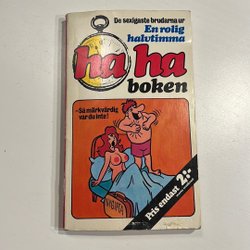 De sexigaste brudarna ur
En rolig
halvtimma
ha ha
boken
-Så märkvärdig
var du inte!
Pris endast 2:-